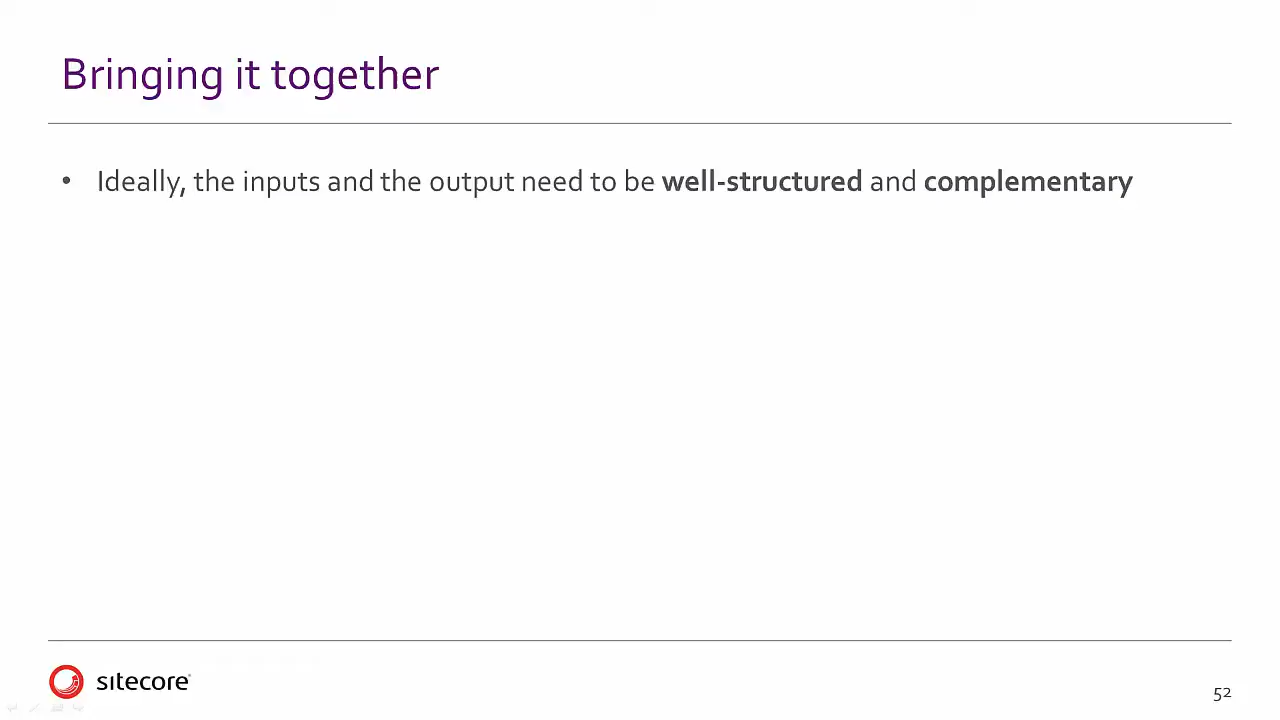 Bringing it together
• Ideally, the inputs and the output need to be well-structured and complementary
sitecore
52